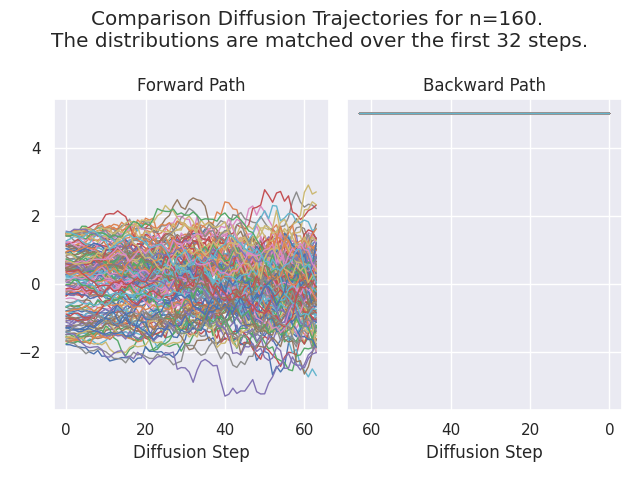 Comparison Diffusion Trajectories for n=160.
The distributions are matched over the first 32 steps.
Forward Path
Backward Path
4
2
0
−2
0 20 40 60
60 40 20 0
Diffusion Step
Diffusion Step